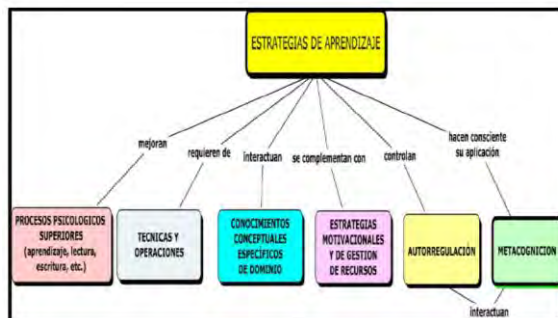 ESTRATEGIAS DE APRENDIZAJE
mejoran
requieren de
interactuan
se complementan con
controlan
hacen consciente
su aplicación
PROCESOS PSICOLOGICOS
SUPERIORES
(aprendizaje, lectura,
escritura, etc.)
TECNICAS Y
OPERACIONES
CONOCIMIENTOS
CONCEPTUALES
ESPECÍFICOS
DE DOMINIO
ESTRATEGIAS
MOTIVACIONALES
Y DE GESTION
DE RECURSOS
AUTORREGULACIÓN
METACOGNICION
interactuan